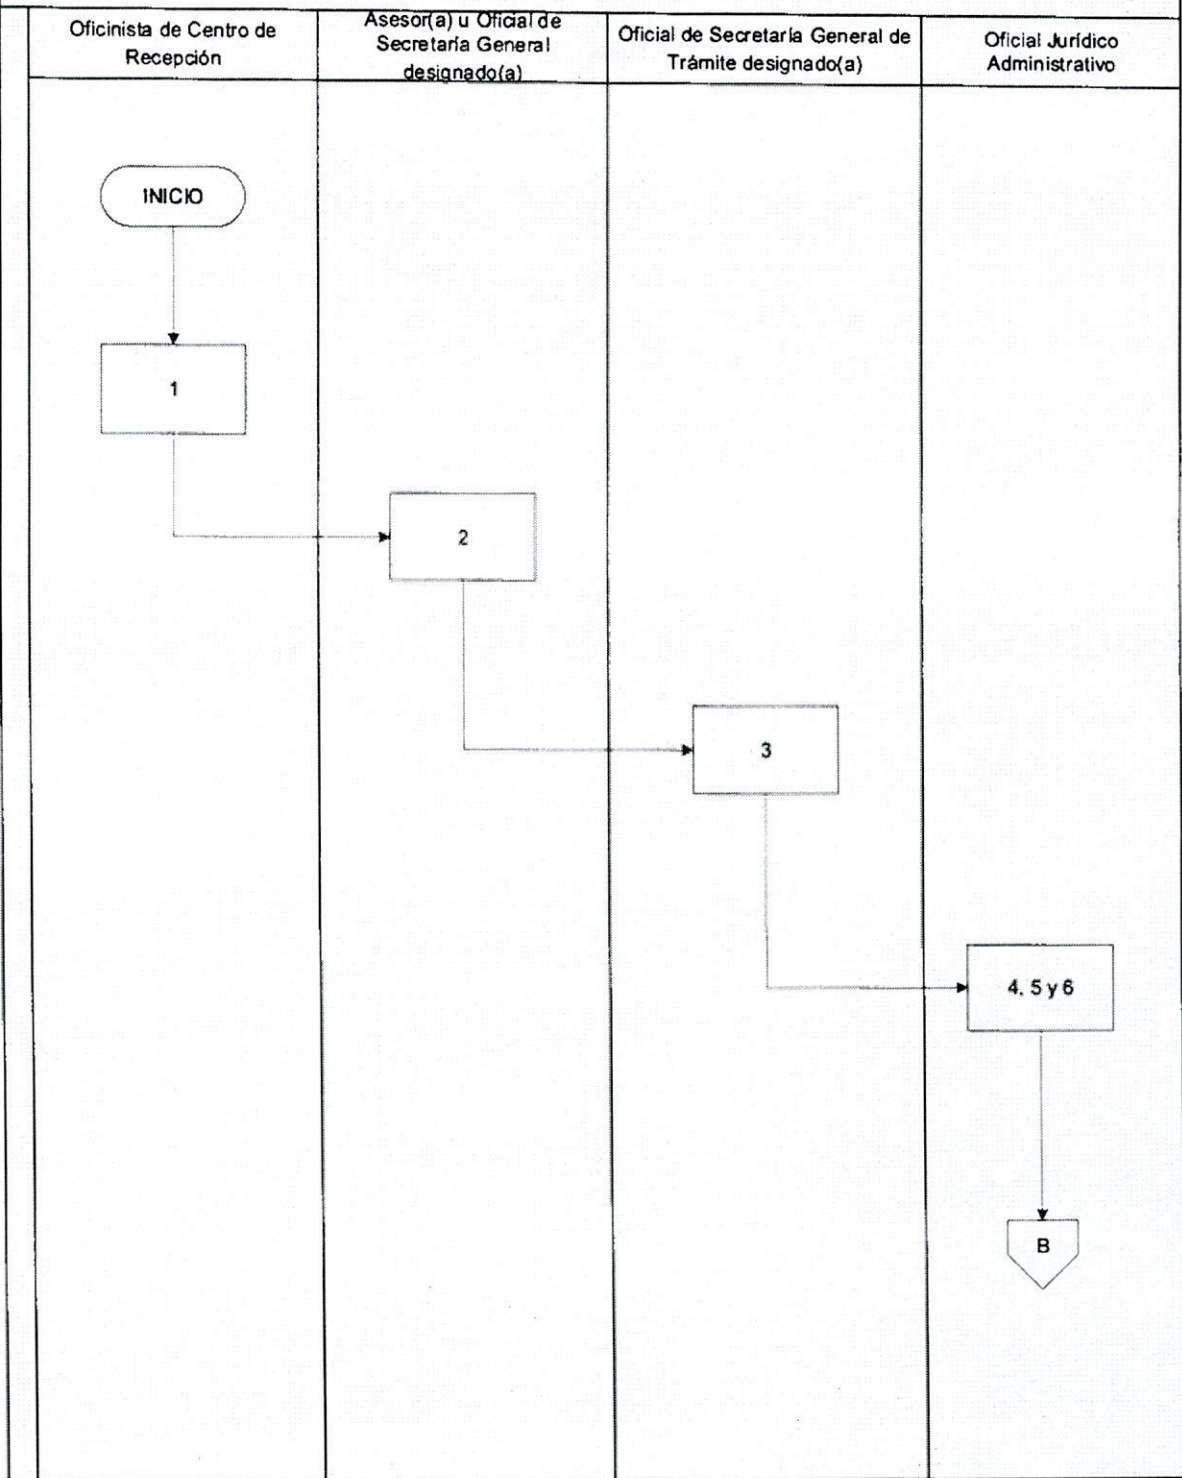 Oficinista de Centro de
Recepción
Asesor(a) u Oficial de
Secretaría General
designado(a)
Oficial de Secretaría General de
Trámite designado(a)
Oficial Jurídico
Administrativo
INICIO
1
2
3
4, 5 y 6
B